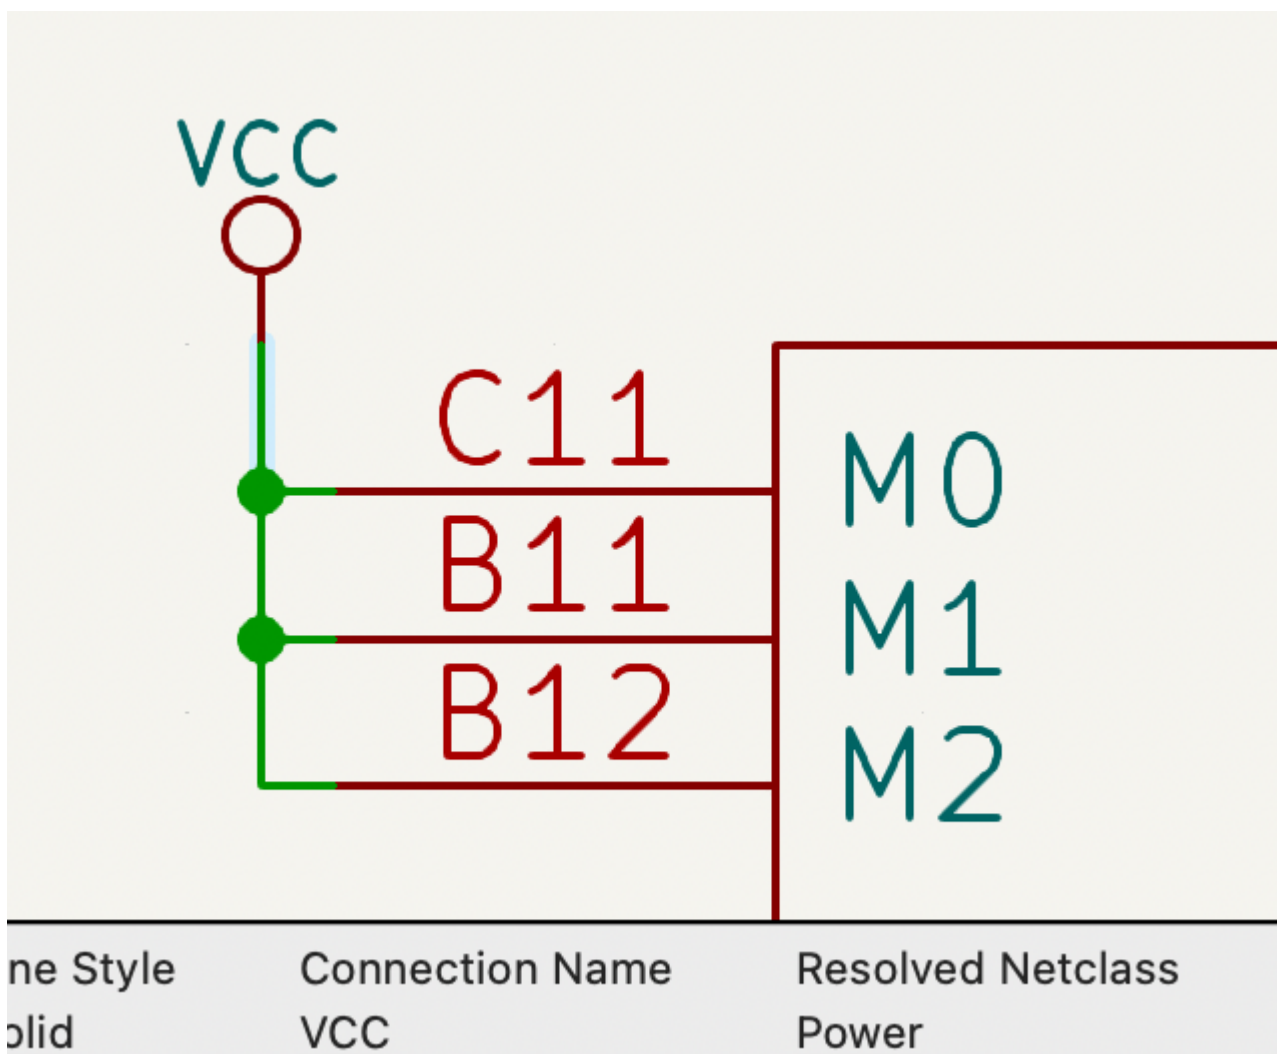 VCC
C11
M0
B11
M1
B12
M2
ne Style Connection Name Resolved Netclass
olid VCC Power